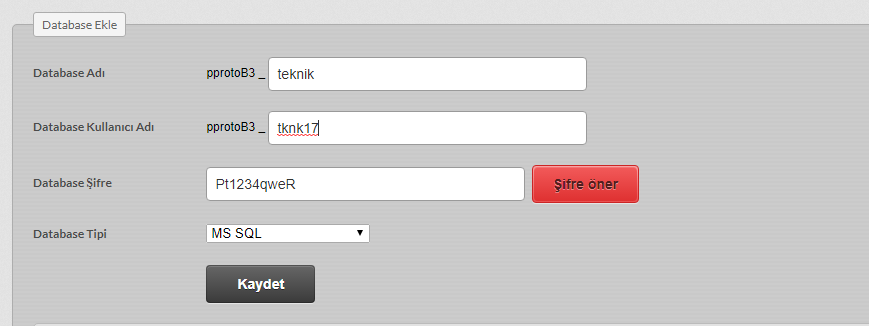 Database Ekle
Database Adı pprotoB3 _ teknik
Database Kullanıcı Adı pprotoB3 _ tknk17
Database Şifre Pt1234qweR Şifre öner
Database Tipi MS SQL
Kaydet